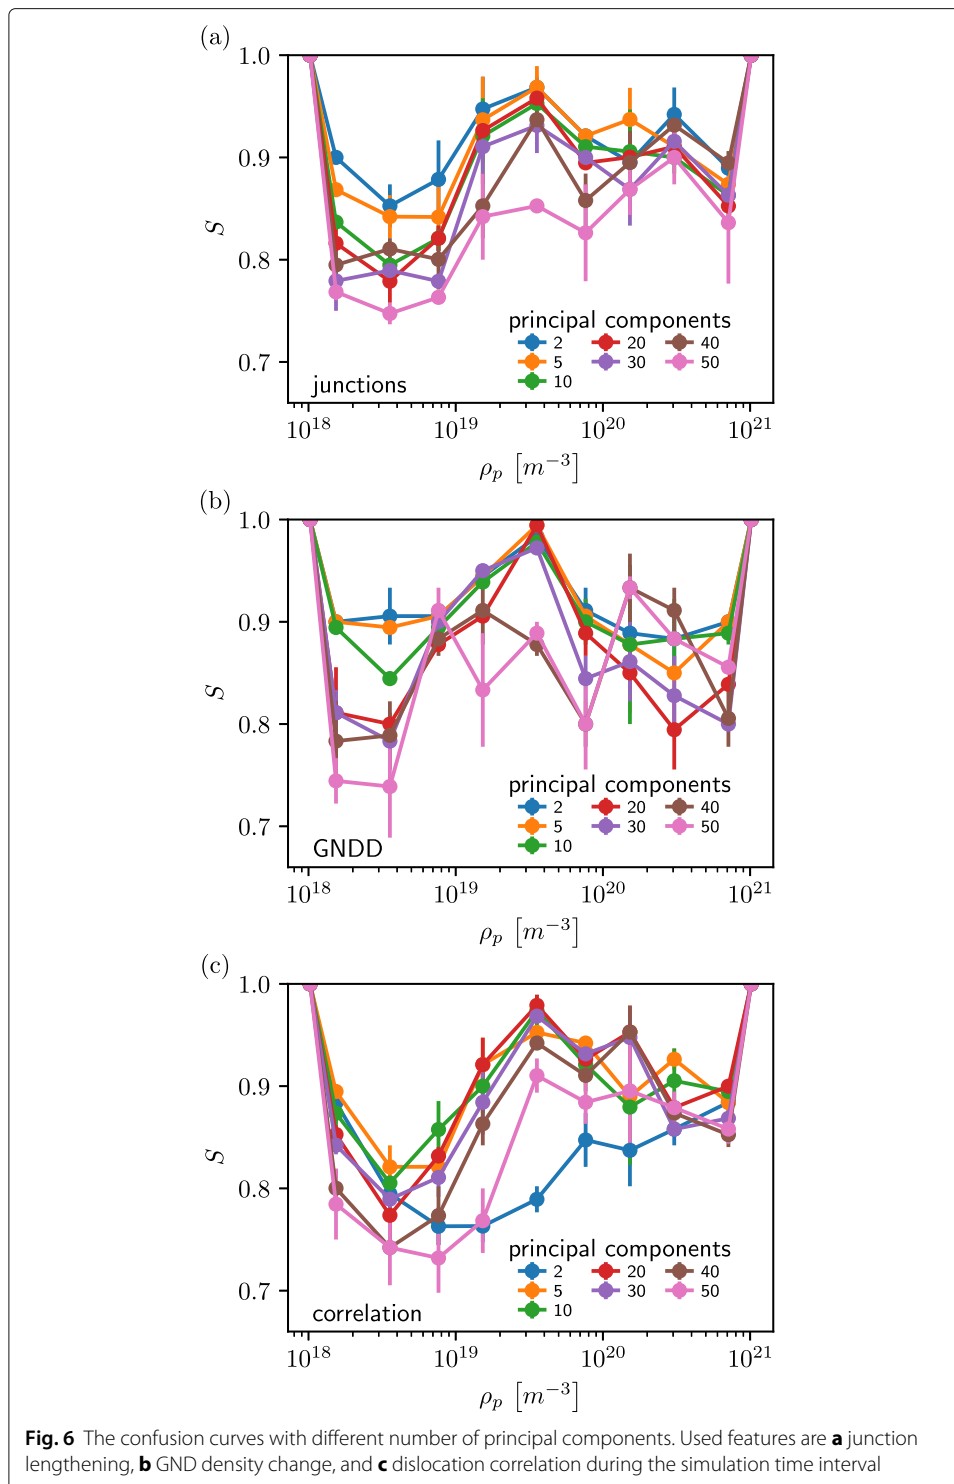 (a)
1.0
0.9
0.8
0.7
S
principal components
2 20 40
5 30 50
10
junctions
10^18 10^19 10^20 10^21
ρ_p [m^−3]
(b)
1.0
0.9
0.8
0.7
S
principal components
2 20 40
5 30 50
10
GNDD
10^18 10^19 10^20 10^21
ρ_p [m^−3]
(c)
1.0
0.9
0.8
0.7
S
principal components
2 20 40
5 30 50
10
correlation
10^18 10^19 10^20 10^21
ρ_p [m^−3]
Fig. 6 The confusion curves with different number of principal components. Used features are a junction
lengthening, b GND density change, and c dislocation correlation during the simulation time interval